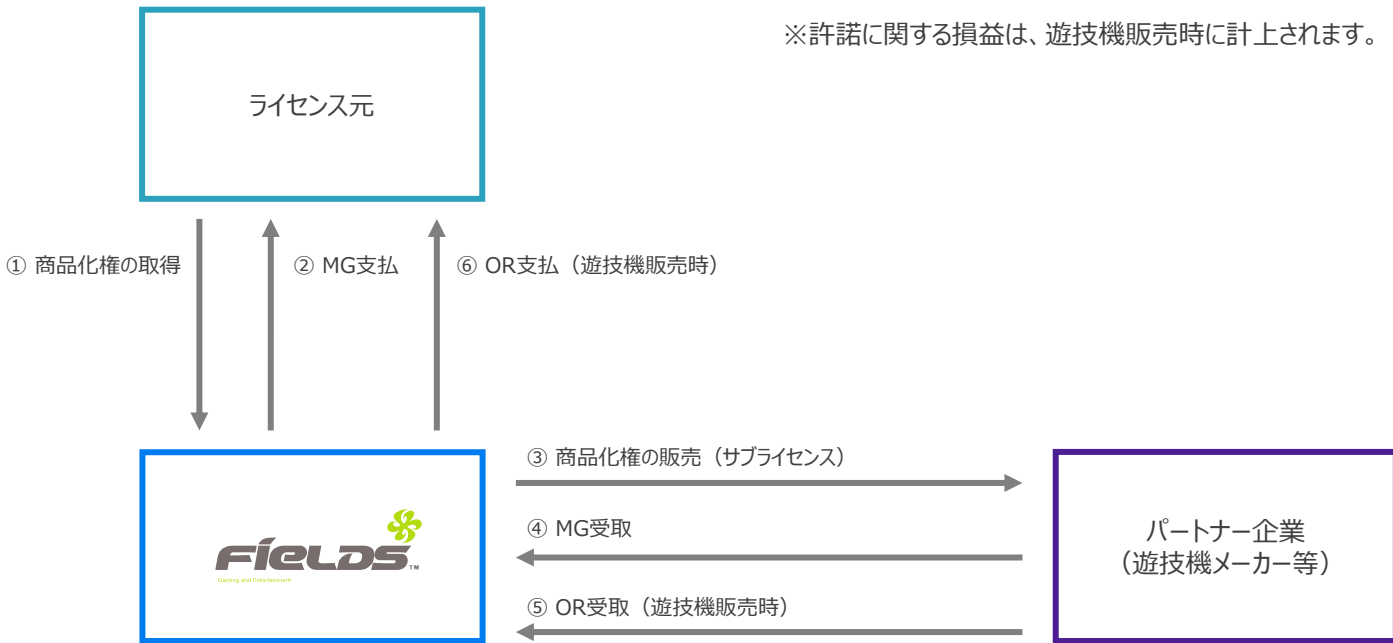 ※許諾に関する損益は、遊技機販売時に計上されます。
ライセンス元
① 商品化権の取得
② MG支払
⑥ OR支払（遊技機販売時）
③ 商品化権の販売（サブライセンス）
④ MG受取
⑤ OR受取（遊技機販売時）
FIELDS™
Gaming and Entertainment
パートナー企業
（遊技機メーカー等）